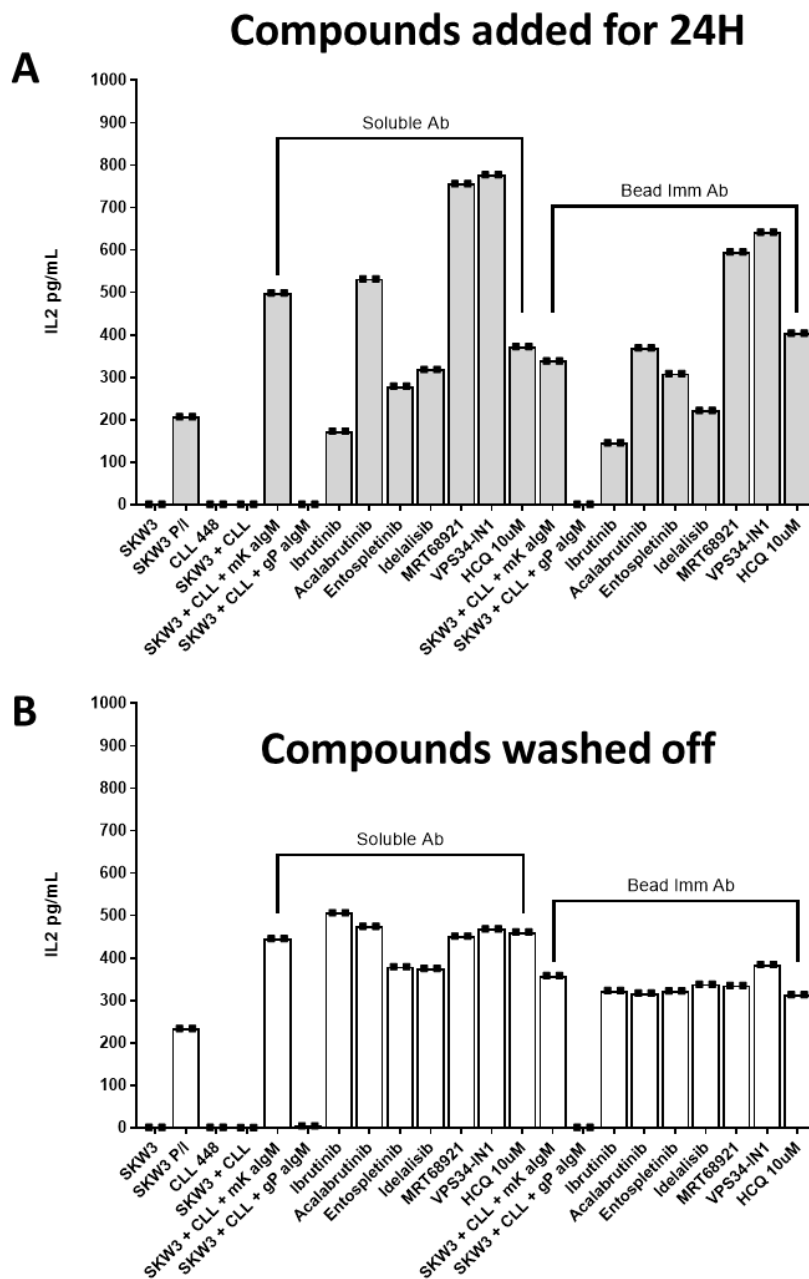 Compounds added for 24H
A
1000
900
800
700
600
500
400
300
200
100
0
IL2 pg/mL
Soluble Ab
Bead Imm Ab
SKW3
SKW3 P/I
CLL 448
SKW3 + CLL
SKW3 + CLL + mK aIgM
SKW3 + CLL + gP aIgM
Ibrutinib
Acalabrutinib
Entospletinib
Idelalisib
MRT68921
VPS34-IN1
HCQ 10uM
SKW3 + CLL + mK aIgM
SKW3 + CLL + gP aIgM
Ibrutinib
Acalabrutinib
Entospletinib
Idelalisib
MRT68921
VPS34-IN1
HCQ 10uM
B
Compounds washed off
1000
900
800
700
600
500
400
300
200
100
0
IL2 pg/mL
Soluble Ab
Bead Imm Ab
SKW3
SKW3 P/I
CLL 448
SKW3 + CLL
SKW3 + CLL + mK aIgM
SKW3 + CLL + gP aIgM
Ibrutinib
Acalabrutinib
Entospletinib
Idelalisib
MRT68921
VPS34-IN1
HCQ 10uM
SKW3 + CLL + mK aIgM
SKW3 + CLL + gP aIgM
Ibrutinib
Acalabrutinib
Entospletinib
Idelalisib
MRT68921
VPS34-IN1
HCQ 10uM